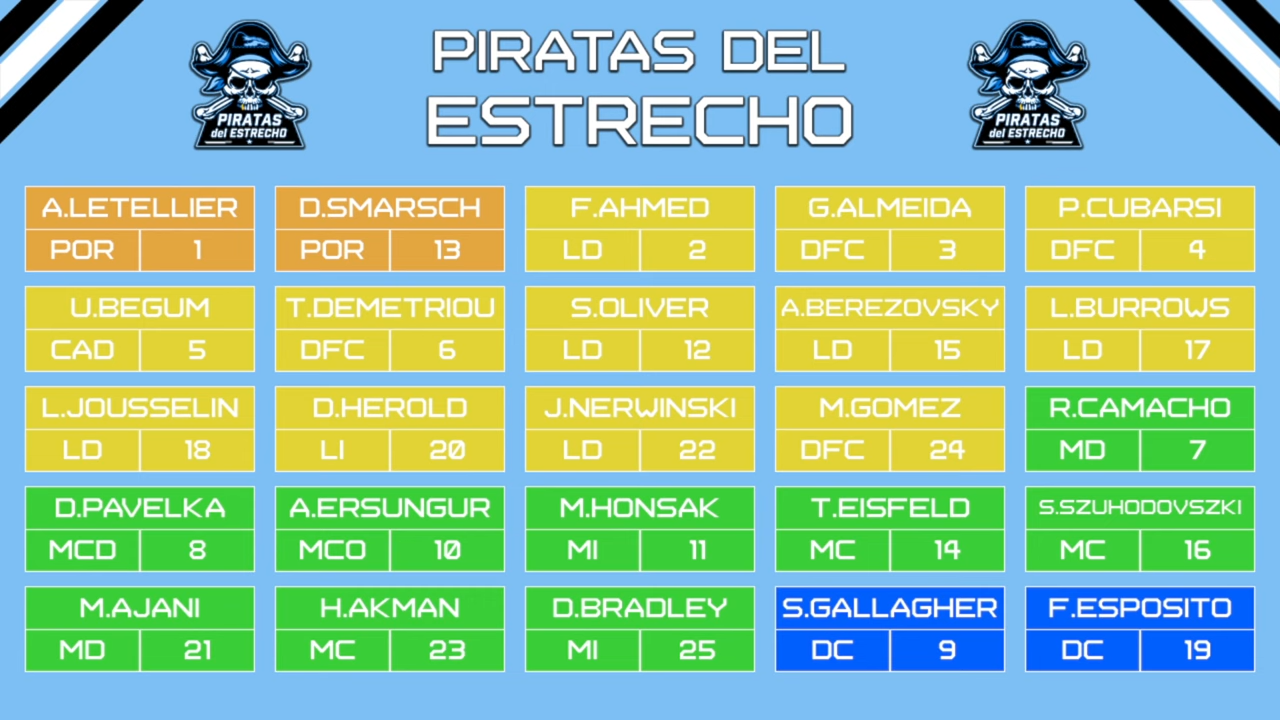 PIRATAS DEL
ESTRECHO
PIRATAS
del ESTRECHO
PIRATAS
del ESTRECHO
A.LETELLIER
POR 1
D.SMARSCH
POR 13
F.AHMED
LD 2
G.ALMEIDA
DFC 3
P.CUBARSI
DFC 4
U.BEGUM
CAD 5
T.DEMETRIOU
DFC 6
S.OLIVER
LD 12
A.BEREZOVSKY
LD 15
L.BURROWS
LD 17
L.JOUSSELIN
LD 18
D.HEROLD
LI 20
J.NERWINSKI
LD 22
M.GOMEZ
DFC 24
R.CAMACHO
MD 7
D.PAVELKA
MCD 8
A.ERSUNGUR
MCO 10
M.HONSAK
MI 11
T.EISFELD
MC 14
S.SZUHODOVSZKI
MC 16
M.AJANI
MD 21
H.AKMAN
MC 23
D.BRADLEY
MI 25
S.GALLAGHER
DC 9
F.ESPOSITO
DC 19